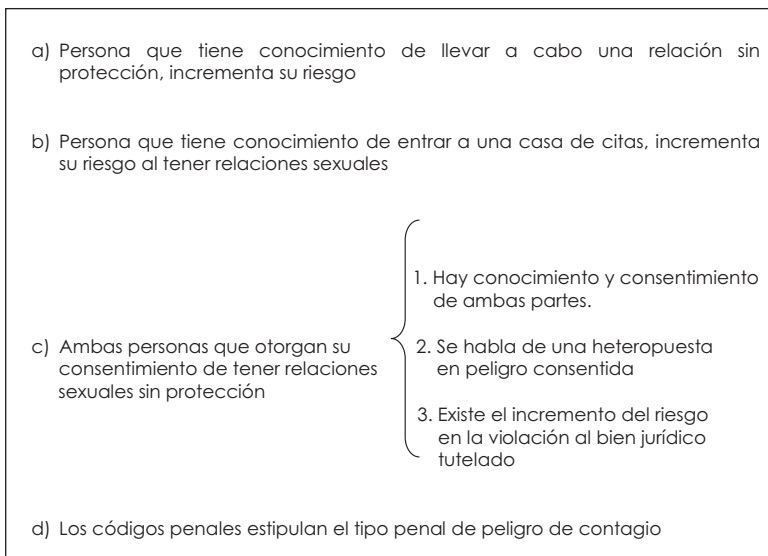 a) Persona que tiene conocimiento de llevar a cabo una relación sin
protección, incrementa su riesgo
b) Persona que tiene conocimiento de entrar a una casa de citas, incrementa
su riesgo al tener relaciones sexuales
c) Ambas personas que otorgan su
consentimiento de tener relaciones
sexuales sin protección
1. Hay conocimiento y consentimiento
de ambas partes.
2. Se habla de una heteropuesta
en peligro consentida
3. Existe el incremento del riesgo
en la violación al bien jurídico
tutelado
d) Los códigos penales estipulan el tipo penal de peligro de contagio